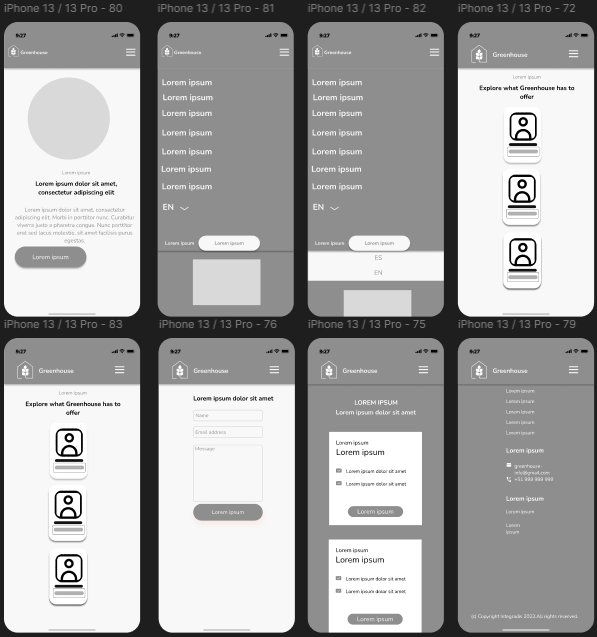 iPhone 13 / 13 Pro - 80
9:27
Greenhouse
Lorem ipsum
Lorem ipsum dolor sit amet,
consectetur adipiscing elit
Lorem ipsum dolor sit amet, consectetur
adipiscing elit. Morbi in porttitor nunc. Curabitur
viverra justo a pharetra congue. Nunc porttitor
erat sed lacus molestie, sit amet facilisis purus
egestas.
Lorem ipsum
iPhone 13 / 13 Pro - 81
9:27
Greenhouse
Lorem ipsum
Lorem ipsum
Lorem ipsum
Lorem ipsum
Lorem ipsum
Lorem ipsum
Lorem ipsum
EN
Lorem ipsum
Lorem ipsum
iPhone 13 / 13 Pro - 82
9:27
Greenhouse
Lorem ipsum
Lorem ipsum
Lorem ipsum
Lorem ipsum
Lorem ipsum
Lorem ipsum
Lorem ipsum
EN
Lorem ipsum
Lorem ipsum
ES
EN
iPhone 13 / 13 Pro - 72
9:27
Greenhouse
Lorem ipsum
Explore what Greenhouse has to
offer
iPhone 13 / 13 Pro - 83
9:27
Greenhouse
Lorem ipsum
Explore what Greenhouse has to
offer
iPhone 13 / 13 Pro - 76
9:27
Greenhouse
Lorem ipsum dolor sit amet
Name
Email address
Message
Lorem ipsum
iPhone 13 / 13 Pro - 75
9:27
Greenhouse
LOREM IPSUM
Lorem ipsum dolor sit amet
Lorem ipsum
Lorem ipsum
Lorem ipsum dolor sit amet
Lorem ipsum dolor sit amet
Lorem ipsum
Lorem ipsum
Lorem ipsum
Lorem ipsum dolor sit amet
Lorem ipsum dolor sit amet
Lorem ipsum
iPhone 13 / 13 Pro - 79
9:27
Greenhouse
Lorem ipsum
Lorem ipsum
Lorem ipsum
Lorem ipsum
Lorem ipsum
Lorem ipsum
greenhouse.
info@gmail.com
+51 999 999 999
Lorem ipsum
Lorem ipsum
Lorem
ipsum
(c) Copyright Integrados 2023 All rights reserved.